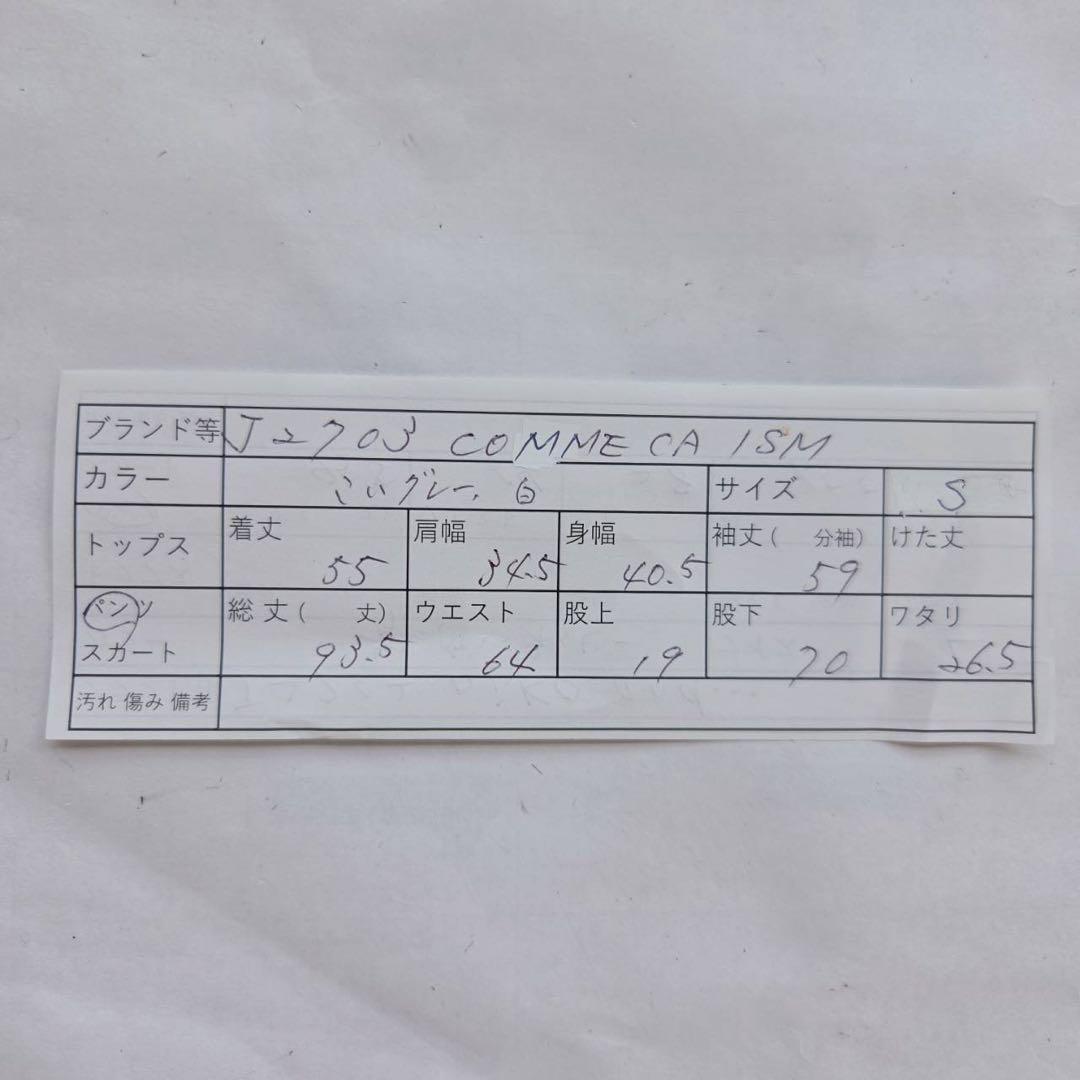 ブランド等 J2703 COMME CA ISM
カラー こいグレー、白 サイズ S
トップス 着丈 55 肩幅 34.5 身幅 40.5 袖丈( 分袖) 59 けた丈
パンツ スカート 総丈( 丈) 93.5 ウエスト 64 股上 19 股下 70 ワタリ 26.5
汚れ 傷み 備考